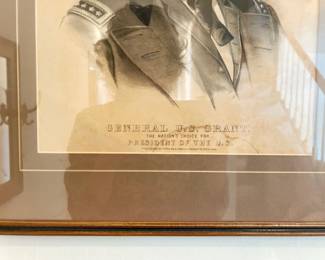 GENERAL U.S. GRANT.
THE NATION'S CHOICE FOR
PRESIDENT OF THE U.S.